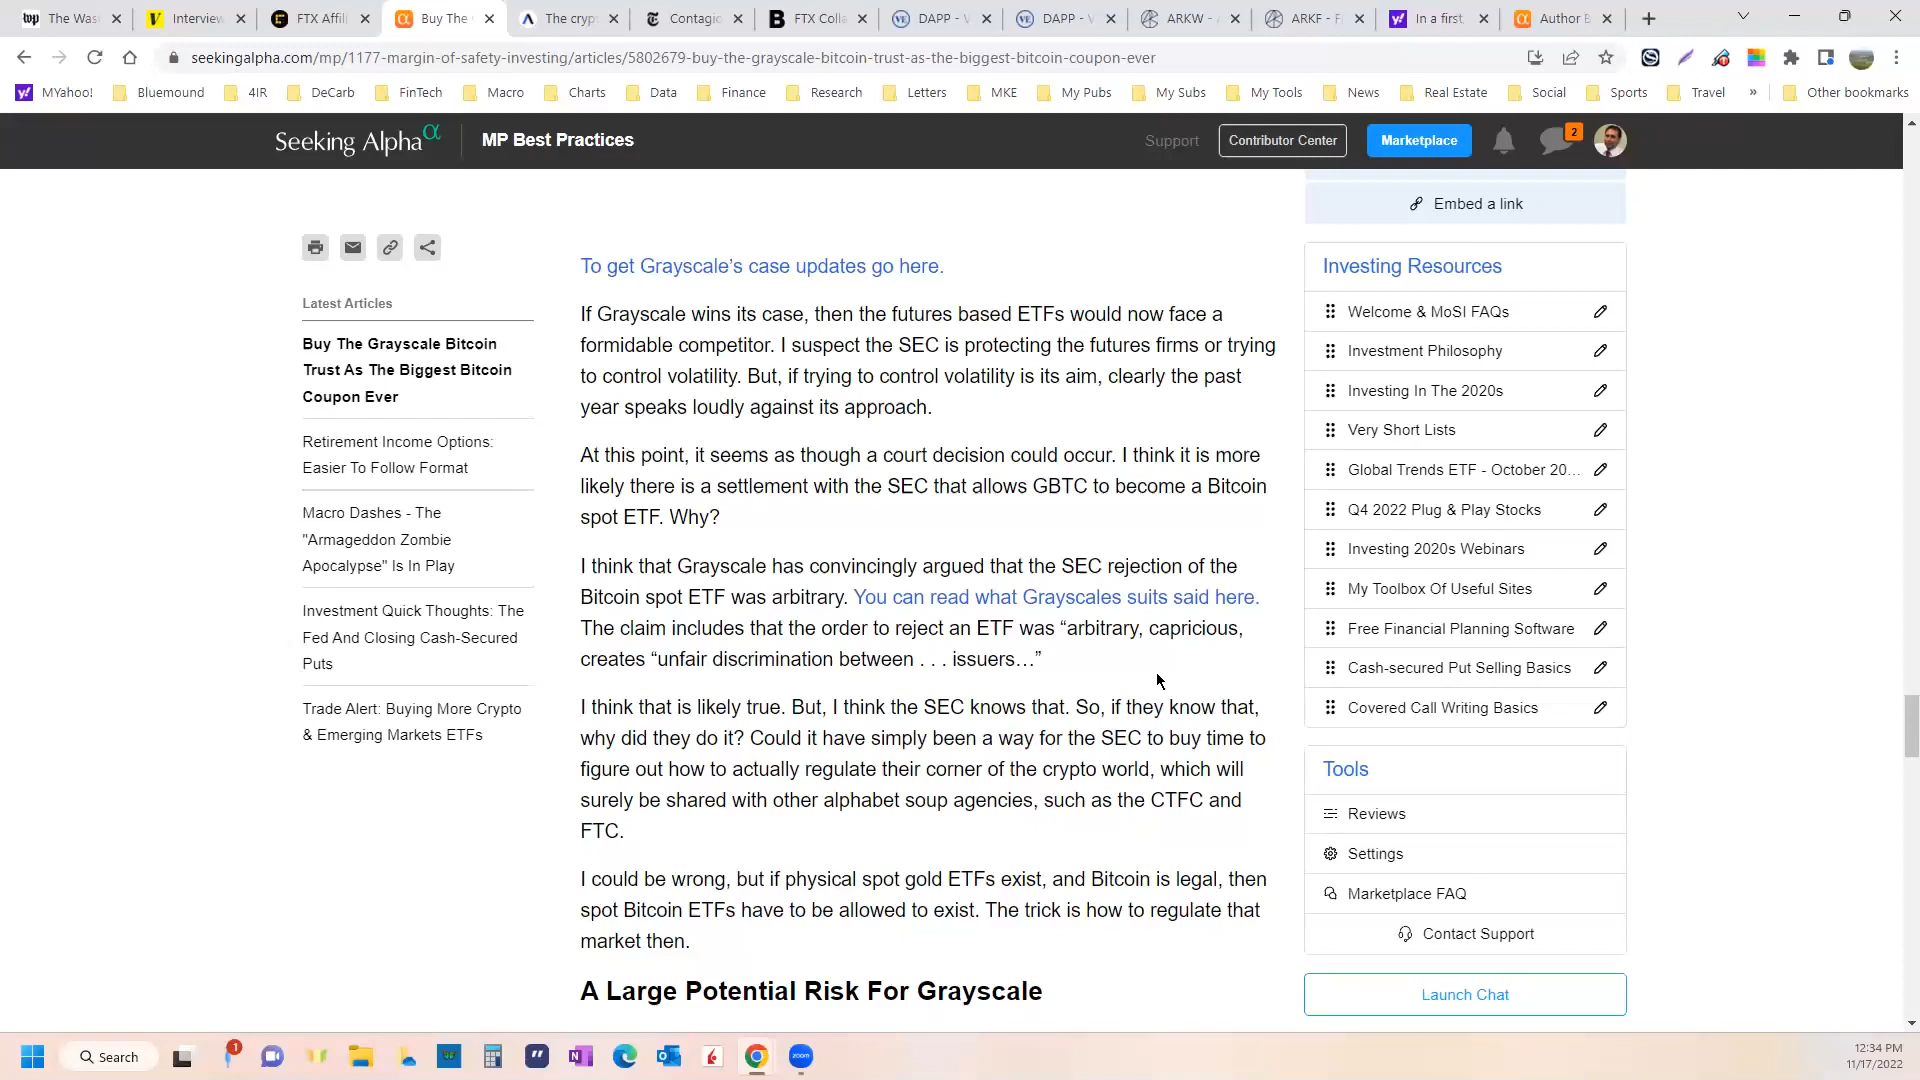 The Was
Interview
FTX Affili
Buy The
The cryp
Contagio
FTX Colla
DAPP - V
DAPP - V
ARKW -
ARKF - F
In a first,
Author B
seekingalpha.com/mp/1177-margin-of-safety-investing/articles/5802679-buy-the-grayscale-bitcoin-trust-as-the-biggest-bitcoin-coupon-ever
MYahoo!
Bluemound
4IR
DeCarb
FinTech
Macro
Charts
Data
Finance
Research
Letters
MKE
My Pubs
My Subs
My Tools
News
Real Estate
Social
Sports
Travel
»
Other bookmarks
Seeking Alphaα
MP Best Practices
Support
Contributor Center
Marketplace
2
Embed a link
Latest Articles
Buy The Grayscale Bitcoin
Trust As The Biggest Bitcoin
Coupon Ever
Retirement Income Options:
Easier To Follow Format
Macro Dashes - The
"Armageddon Zombie
Apocalypse" Is In Play
Investment Quick Thoughts: The
Fed And Closing Cash-Secured
Puts
Trade Alert: Buying More Crypto
& Emerging Markets ETFs
To get Grayscale’s case updates go here.
If Grayscale wins its case, then the futures based ETFs would now face a
formidable competitor. I suspect the SEC is protecting the futures firms or trying
to control volatility. But, if trying to control volatility is its aim, clearly the past
year speaks loudly against its approach.
At this point, it seems as though a court decision could occur. I think it is more
likely there is a settlement with the SEC that allows GBTC to become a Bitcoin
spot ETF. Why?
I think that Grayscale has convincingly argued that the SEC rejection of the
Bitcoin spot ETF was arbitrary. You can read what Grayscales suits said here.
The claim includes that the order to reject an ETF was “arbitrary, capricious,
creates “unfair discrimination between . . . issuers…”
I think that is likely true. But, I think the SEC knows that. So, if they know that,
why did they do it? Could it have simply been a way for the SEC to buy time to
figure out how to actually regulate their corner of the crypto world, which will
surely be shared with other alphabet soup agencies, such as the CTFC and
FTC.
I could be wrong, but if physical spot gold ETFs exist, and Bitcoin is legal, then
spot Bitcoin ETFs have to be allowed to exist. The trick is how to regulate that
market then.
A Large Potential Risk For Grayscale
Investing Resources
Welcome & MoSI FAQs
Investment Philosophy
Investing In The 2020s
Very Short Lists
Global Trends ETF - October 20...
Q4 2022 Plug & Play Stocks
Investing 2020s Webinars
My Toolbox Of Useful Sites
Free Financial Planning Software
Cash-secured Put Selling Basics
Covered Call Writing Basics
Tools
Reviews
Settings
Marketplace FAQ
Contact Support
Launch Chat
Search
1
zoom
12:34 PM
11/17/2022